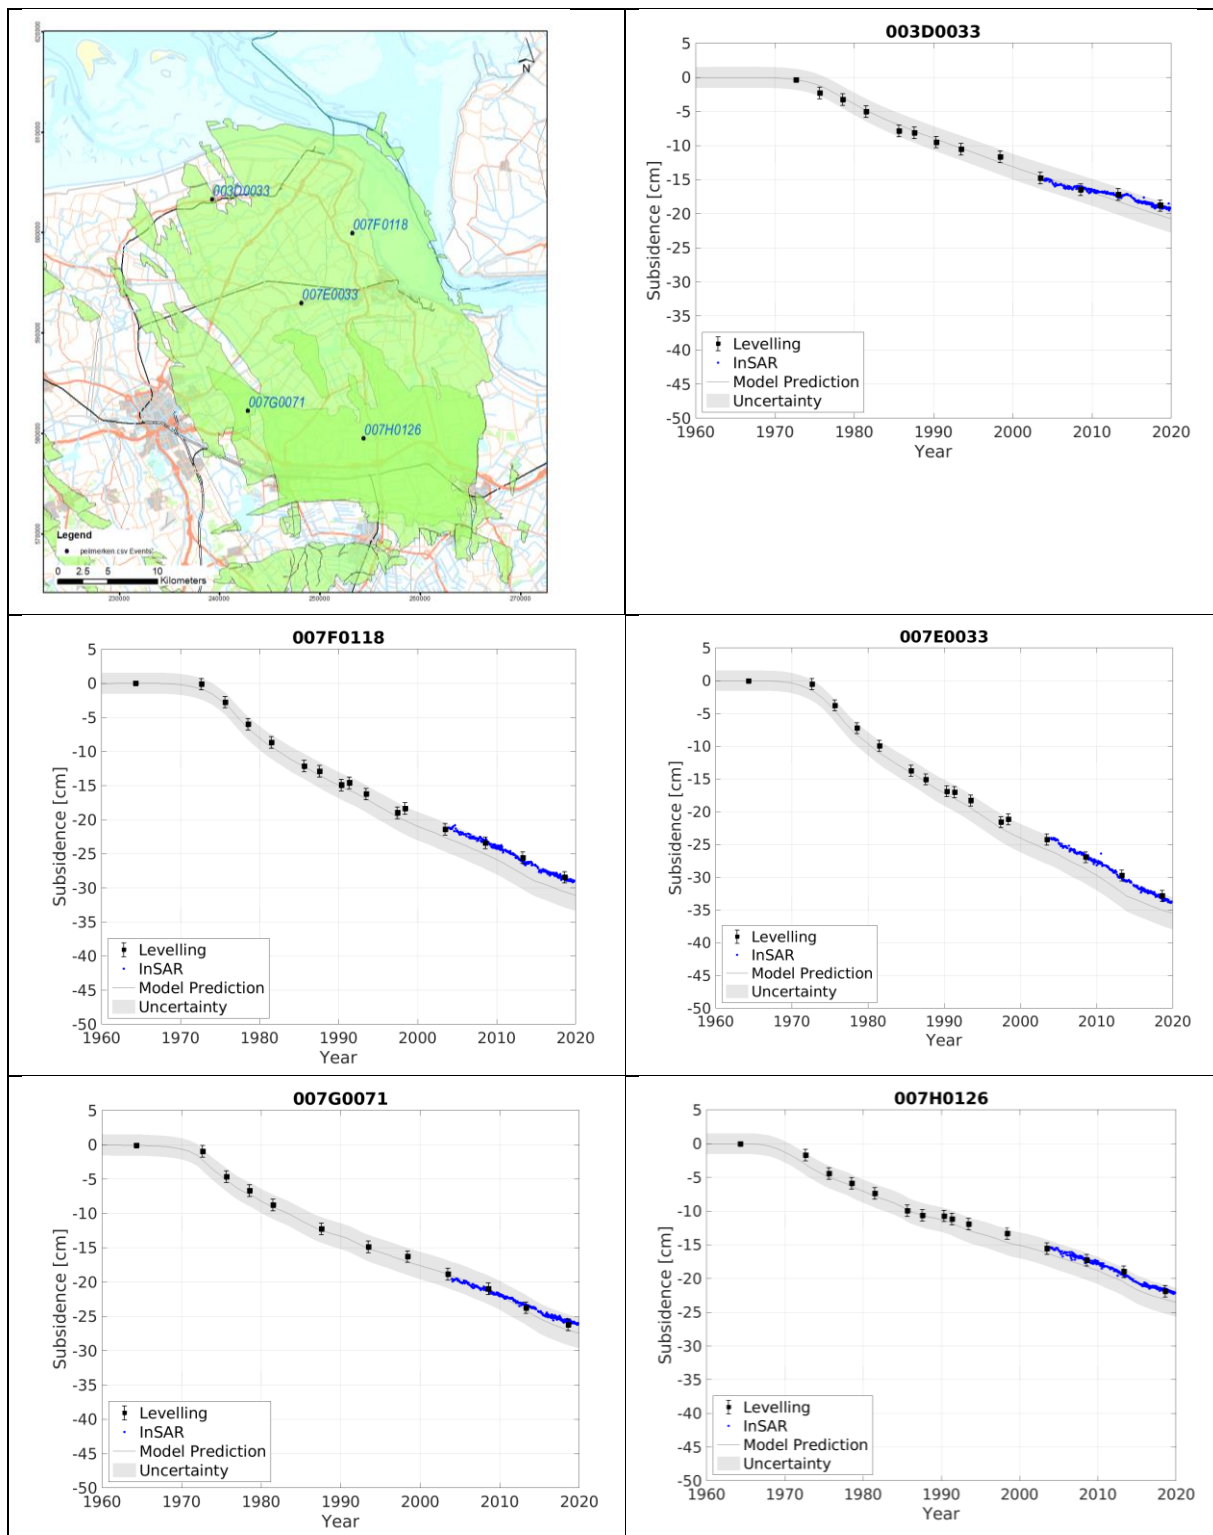 620000
610000
600000
590000
580000
570000
N
003D0033
007F0118
007E0033
007G0071
007H0126
Legend
peilmerken csv Events
0 2.5 5 10
Kilometers
230000 240000 250000 260000 270000
003D0033
5
0
-5
-10
-15
-20
-25
-30
-35
-40
-45
-50
Subsidence [cm]
Levelling
InSAR
Model Prediction
Uncertainty
1960 1970 1980 1990 2000 2010 2020
Year
007F0118
5
0
-5
-10
-15
-20
-25
-30
-35
-40
-45
-50
Subsidence [cm]
Levelling
InSAR
Model Prediction
Uncertainty
1960 1970 1980 1990 2000 2010 2020
Year
007E0033
5
0
-5
-10
-15
-20
-25
-30
-35
-40
-45
-50
Subsidence [cm]
Levelling
InSAR
Model Prediction
Uncertainty
1960 1970 1980 1990 2000 2010 2020
Year
007G0071
5
0
-5
-10
-15
-20
-25
-30
-35
-40
-45
-50
Subsidence [cm]
Levelling
InSAR
Model Prediction
Uncertainty
1960 1970 1980 1990 2000 2010 2020
Year
007H0126
5
0
-5
-10
-15
-20
-25
-30
-35
-40
-45
-50
Subsidence [cm]
Levelling
InSAR
Model Prediction
Uncertainty
1960 1970 1980 1990 2000 2010 2020
Year